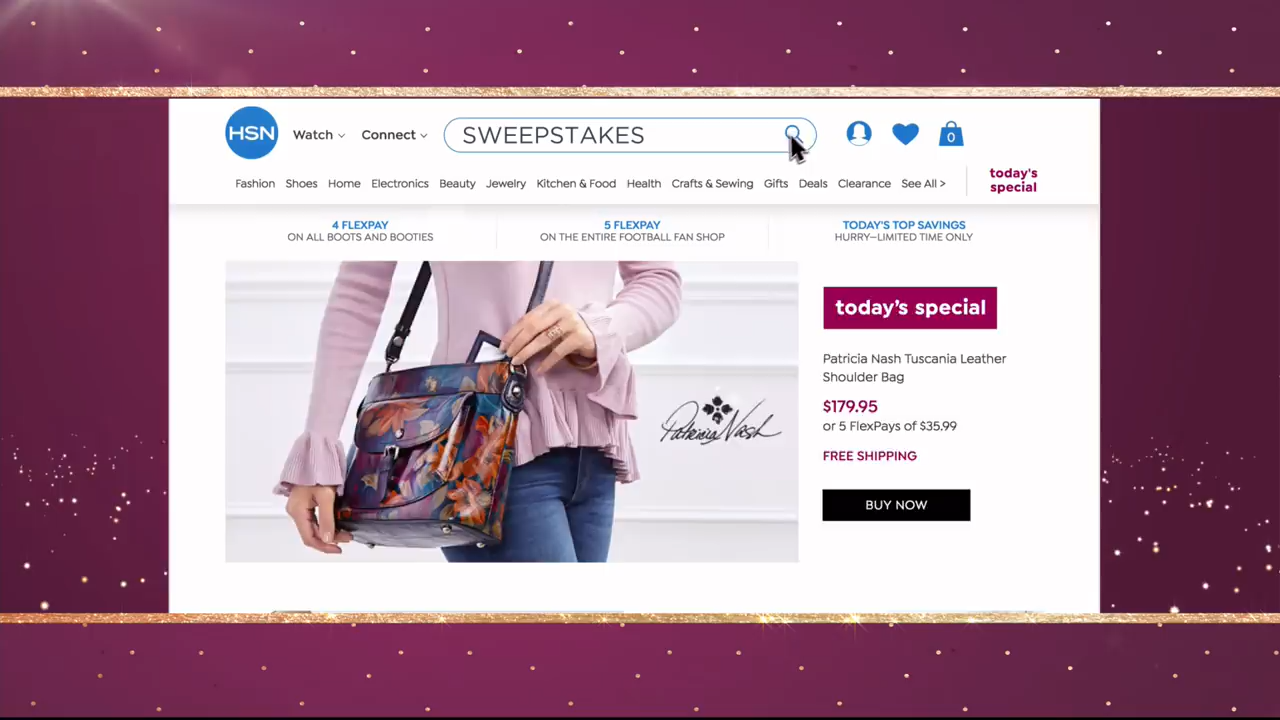 HSN
Watch
Connect
SWEEPSTAKES
0
Fashion Shoes Home Electronics Beauty Jewelry Kitchen & Food Health Crafts & Sewing Gifts Deals Clearance See All >
today's
special
4 FLEXPAY
ON ALL BOOTS AND BOOTIES
5 FLEXPAY
ON THE ENTIRE FOOTBALL FAN SHOP
TODAY'S TOP SAVINGS
HURRY—LIMITED TIME ONLY
Patricia Nash
today's special
Patricia Nash Tuscania Leather
Shoulder Bag
$179.95
or 5 FlexPays of $35.99
FREE SHIPPING
BUY NOW